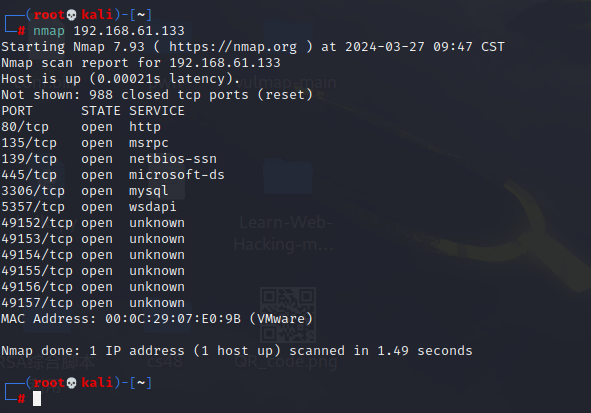 ┌──(root💀kali)-[~]
└─# nmap 192.168.61.133
Starting Nmap 7.93 ( https://nmap.org ) at 2024-03-27 09:47 CST
Nmap scan report for 192.168.61.133
Host is up (0.00021s latency).
Not shown: 988 closed tcp ports (reset)
PORT      STATE SERVICE
80/tcp    open  http
135/tcp   open  msrpc
139/tcp   open  netbios-ssn
445/tcp   open  microsoft-ds
3306/tcp  open  mysql
5357/tcp  open  wsdapi
49152/tcp open  unknown
49153/tcp open  unknown
49154/tcp open  unknown
49155/tcp open  unknown
49156/tcp open  unknown
49157/tcp open  unknown
MAC Address: 00:0C:29:07:E0:9B (VMware)
Nmap done: 1 IP address (1 host up) scanned in 1.49 seconds
┌──(root💀kali)-[~]
└─#
Learn-Web-
Hacking-m...
QR_code.png
cs48